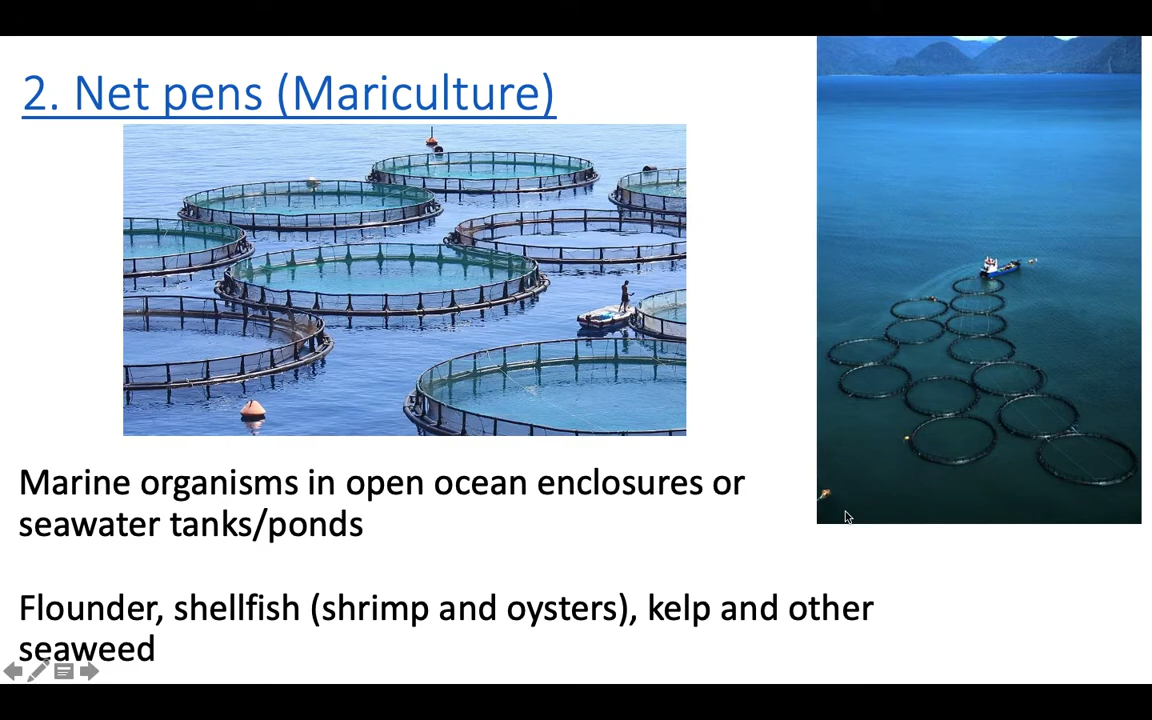 2. Net pens (Mariculture)
Marine organisms in open ocean enclosures or
seawater tanks/ponds
Flounder, shellfish (shrimp and oysters), kelp and other
seaweed